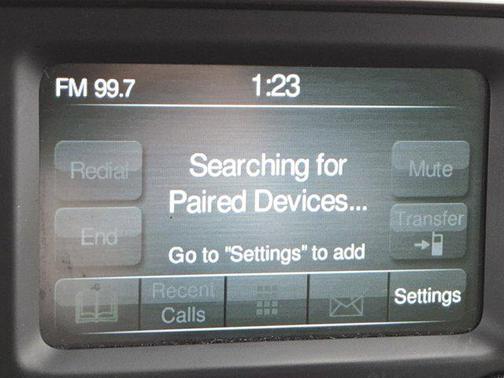 FM 99.7
1:23
Redial
Searching for
Paired Devices...
Mute
End
Transfer
Go to "Settings" to add
Recent
Calls
Settings